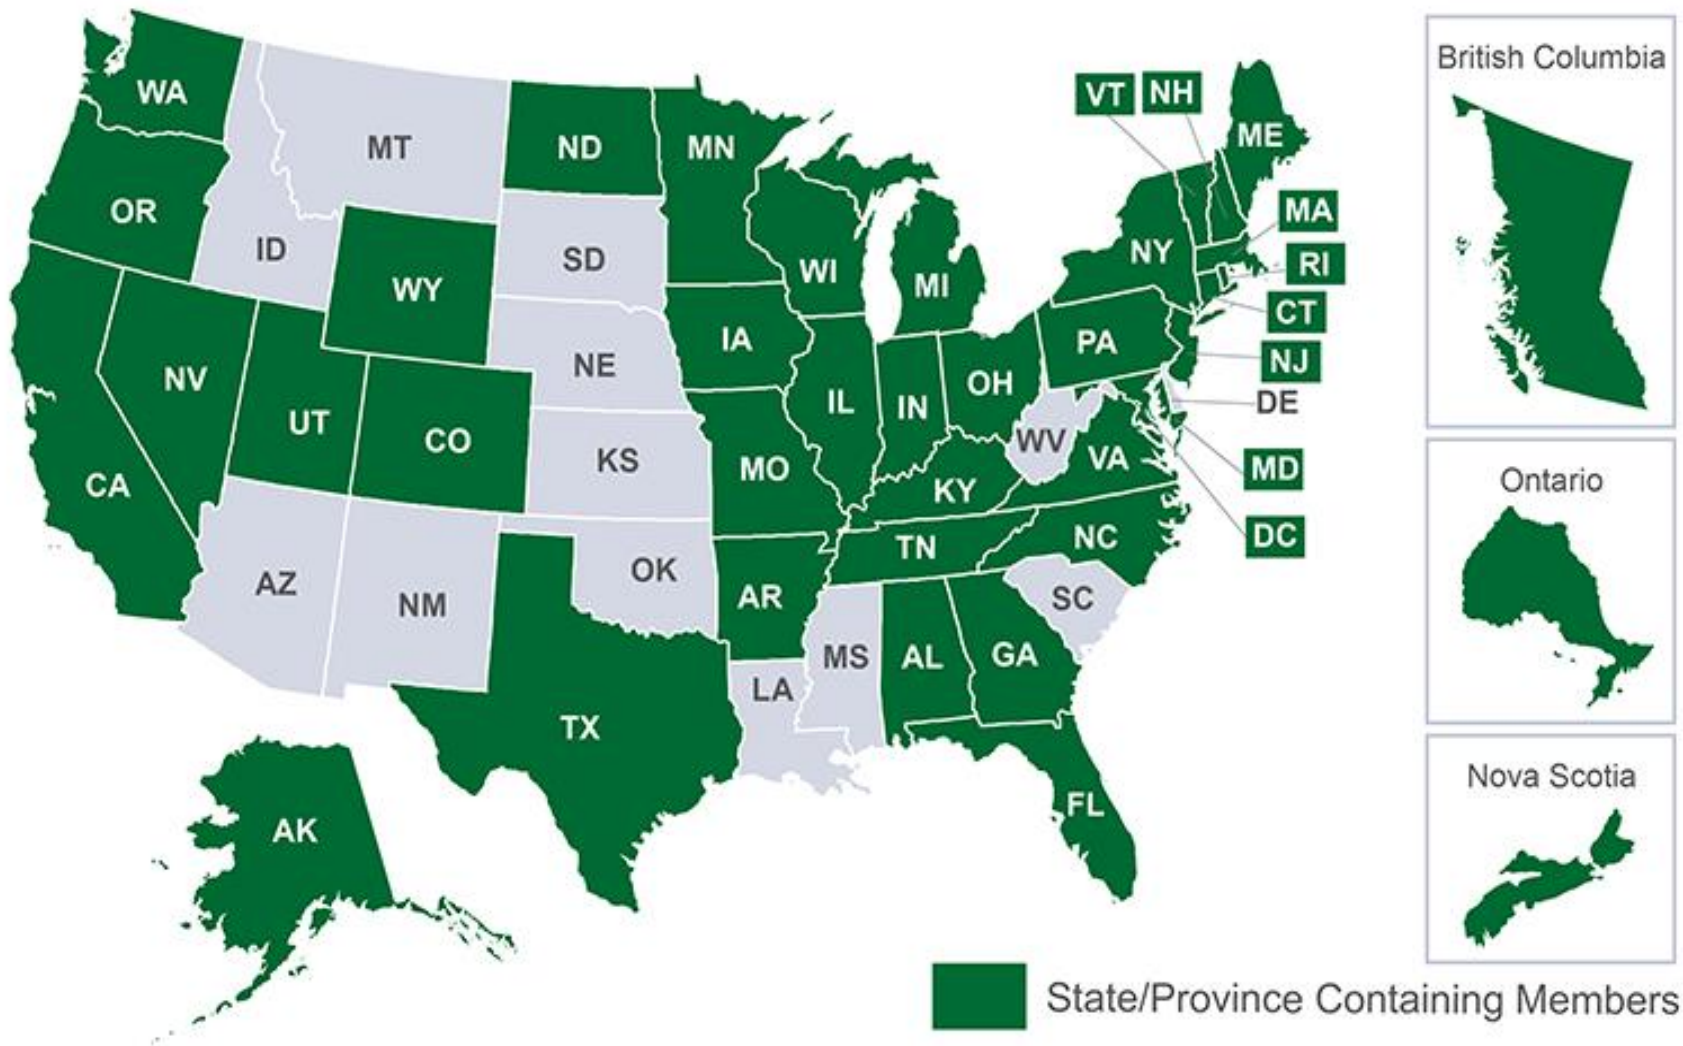 WA
MT
ND
MN
VT
NH
ME
OR
ID
SD
WI
MI
NY
MA
RI
WY
CT
IA
PA
NJ
NV
NE
OH
DE
UT
CO
IL
IN
WV
VA
KS
MO
KY
MD
CA
TN
NC
DC
AZ
NM
OK
AR
SC
MS
AL
GA
LA
TX
FL
AK
British Columbia
Ontario
Nova Scotia
State/Province Containing Members